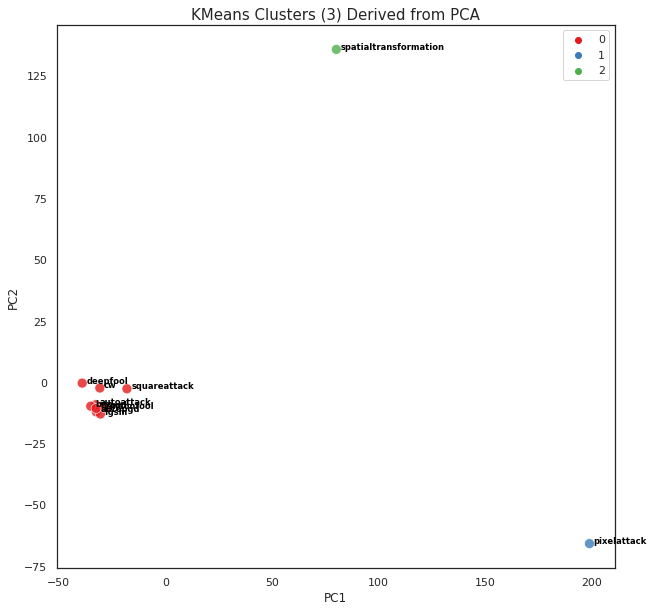 KMeans Clusters (3) Derived from PCA
spatialtransformation
0
1
2
125
100
75
50
25
0
−25
−50
−75
PC2
deepfool
cw
squareattack
autoattack
pixelattack
−50
0
50
100
150
200
PC1